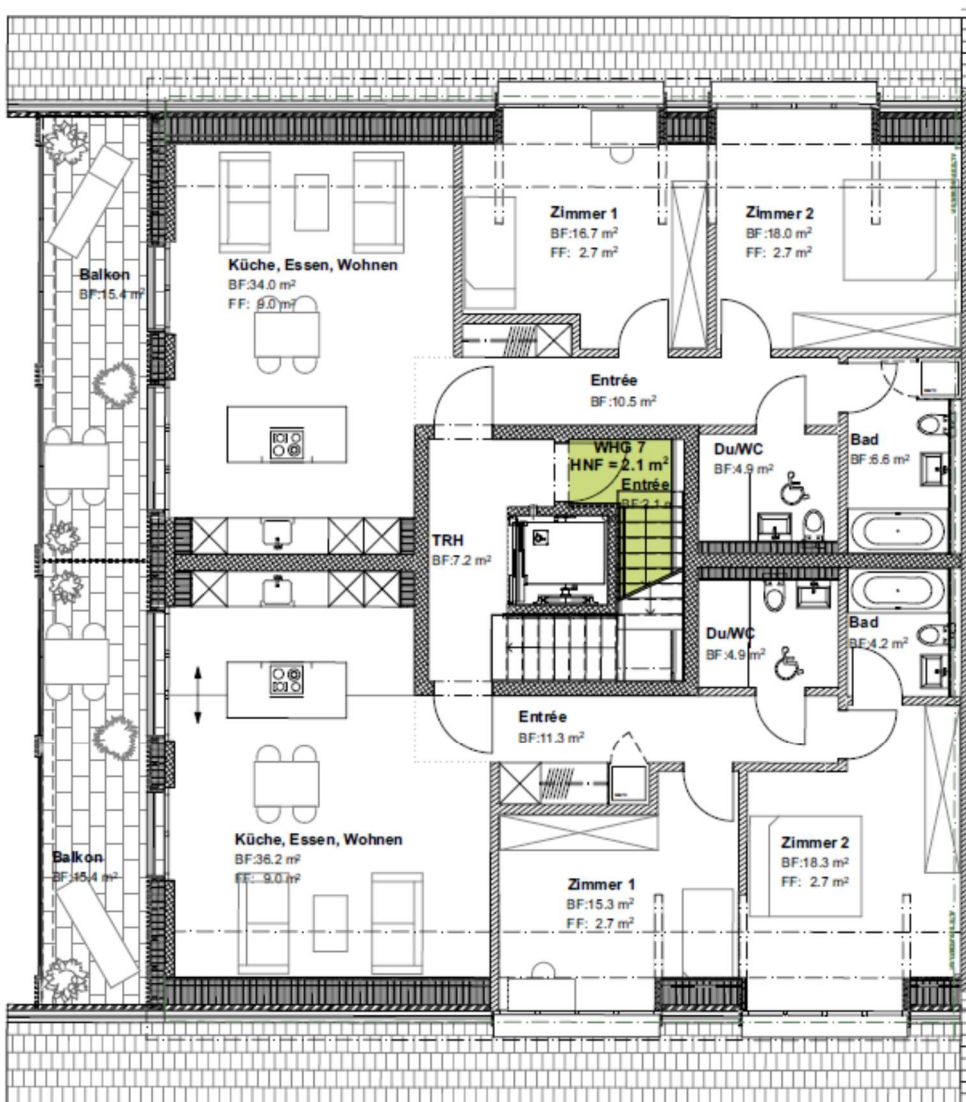 Zimmer 1
BF:16.7 m²
FF: 2.7 m²
Zimmer 2
BF:18.0 m²
FF: 2.7 m²
Küche, Essen, Wohnen
BF:34.0 m²
FF: 9.0 m²
Balkon
BF:15.4 m²
Entrée
BF:10.5 m²
WHG 7
HNF = 2.1 m²
Entrée
BF:2.1
Du/WC
BF:4.9 m²
Bad
BF:6.6 m²
TRH
BF:7.2 m²
Du/WC
BF:4.9 m²
Bad
BF:4.2 m²
Entrée
BF:11.3 m²
Küche, Essen, Wohnen
BF:36.2 m²
FF: 9.0 m²
Balkon
BF:15.4 m²
Zimmer 1
BF:15.3 m²
FF: 2.7 m²
Zimmer 2
BF:18.3 m²
FF: 2.7 m²